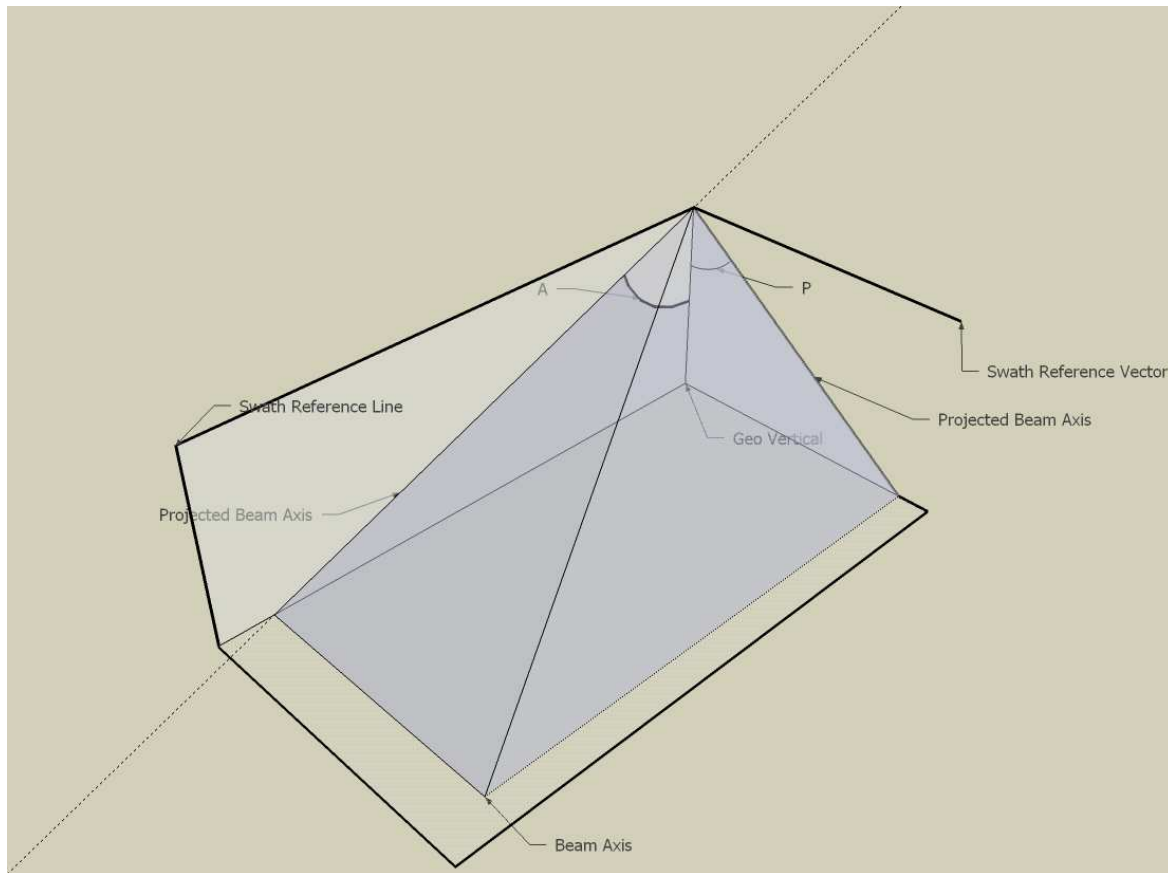 A
P
Swath Reference Vector
Swath Reference Line
Projected Beam Axis
Geo Vertical
Projected Beam Axis
Beam Axis